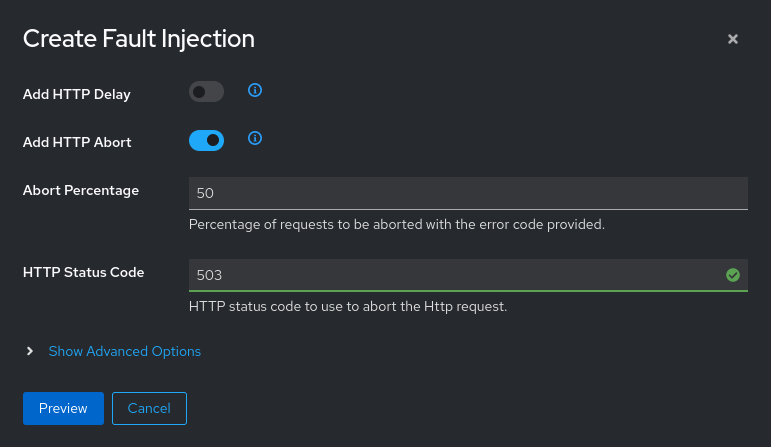 Create Fault Injection
Add HTTP Delay
Add HTTP Abort
Abort Percentage
50
Percentage of requests to be aborted with the error code provided.
HTTP Status Code
503
HTTP status code to use to abort the Http request.
Show Advanced Options
Preview
Cancel